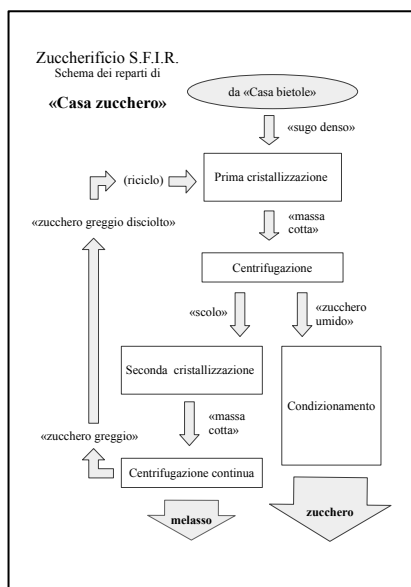 Zuccherificio S.F.I.R.
Schema dei reparti di
«Casa zucchero»
da «Casa bietole»
«sugo denso»
(riciclo)
Prima cristallizzazione
«zucchero greggio disciolto»
«massa
cotta»
Centrifugazione
«scolo»
«zucchero
umido»
Seconda cristallizzazione
Condizionamento
«massa
cotta»
«zucchero greggio»
Centrifugazione continua
melasso
zucchero